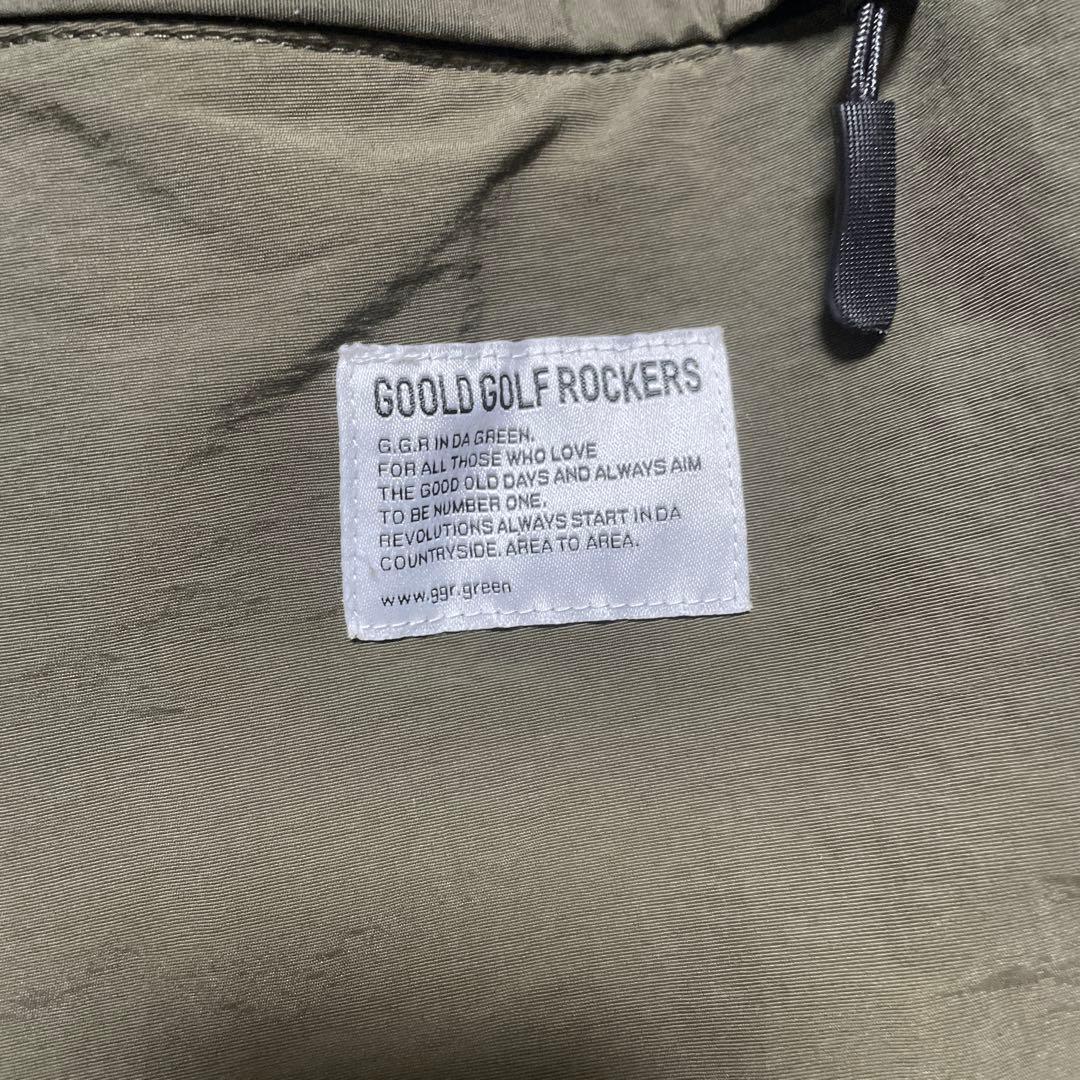 GOOLD GOLF ROCKERS
G.G.R IN DA GREEN.
FOR ALL THOSE WHO LOVE
THE GOOD OLD DAYS AND ALWAYS AIM
TO BE NUMBER ONE.
REVOLUTIONS ALWAYS START IN DA
COUNTRYSIDE. AREA TO AREA.
www.ggr.green